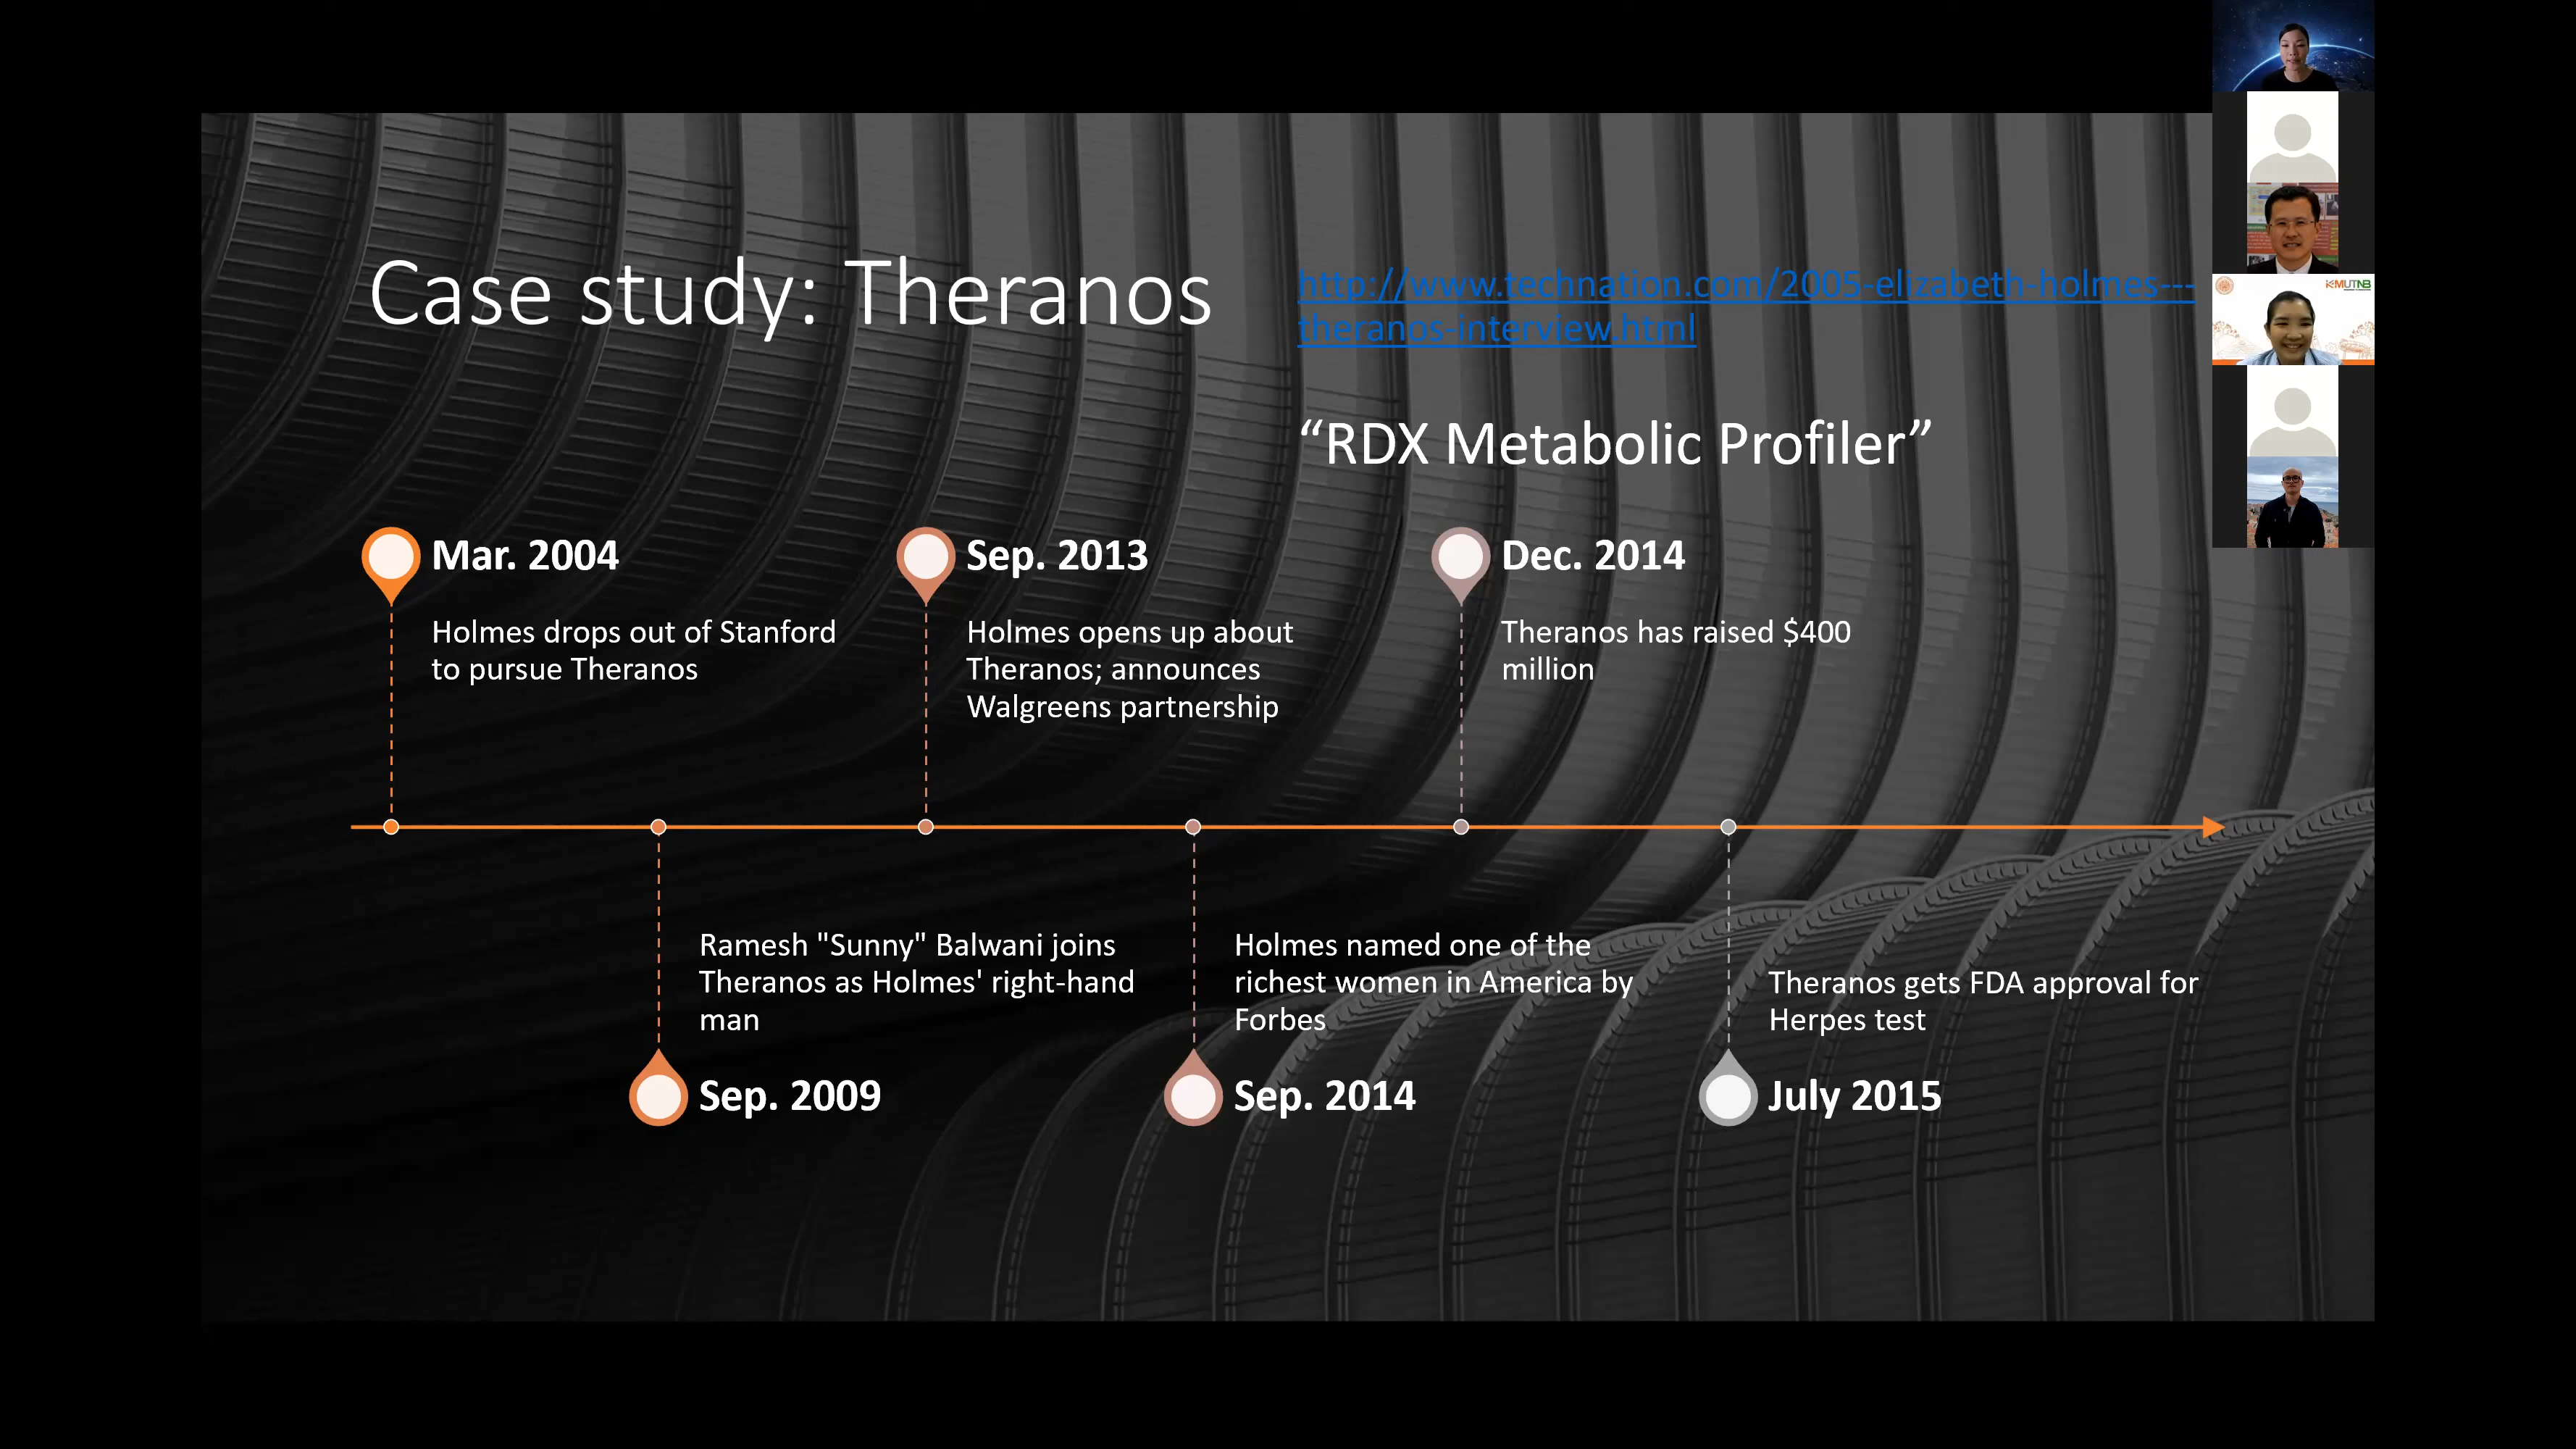 Case study: Theranos
http://www.technation.com/2005-elizabeth-holmes---
theranos-interview.html
“RDX Metabolic Profiler”
Mar. 2004
Holmes drops out of Stanford
to pursue Theranos
Sep. 2013
Holmes opens up about
Theranos; announces
Walgreens partnership
Dec. 2014
Theranos has raised $400
million
Ramesh "Sunny" Balwani joins
Theranos as Holmes' right-hand
man
Sep. 2009
Holmes named one of the
richest women in America by
Forbes
Sep. 2014
Theranos gets FDA approval for
Herpes test
July 2015
KMUTNB